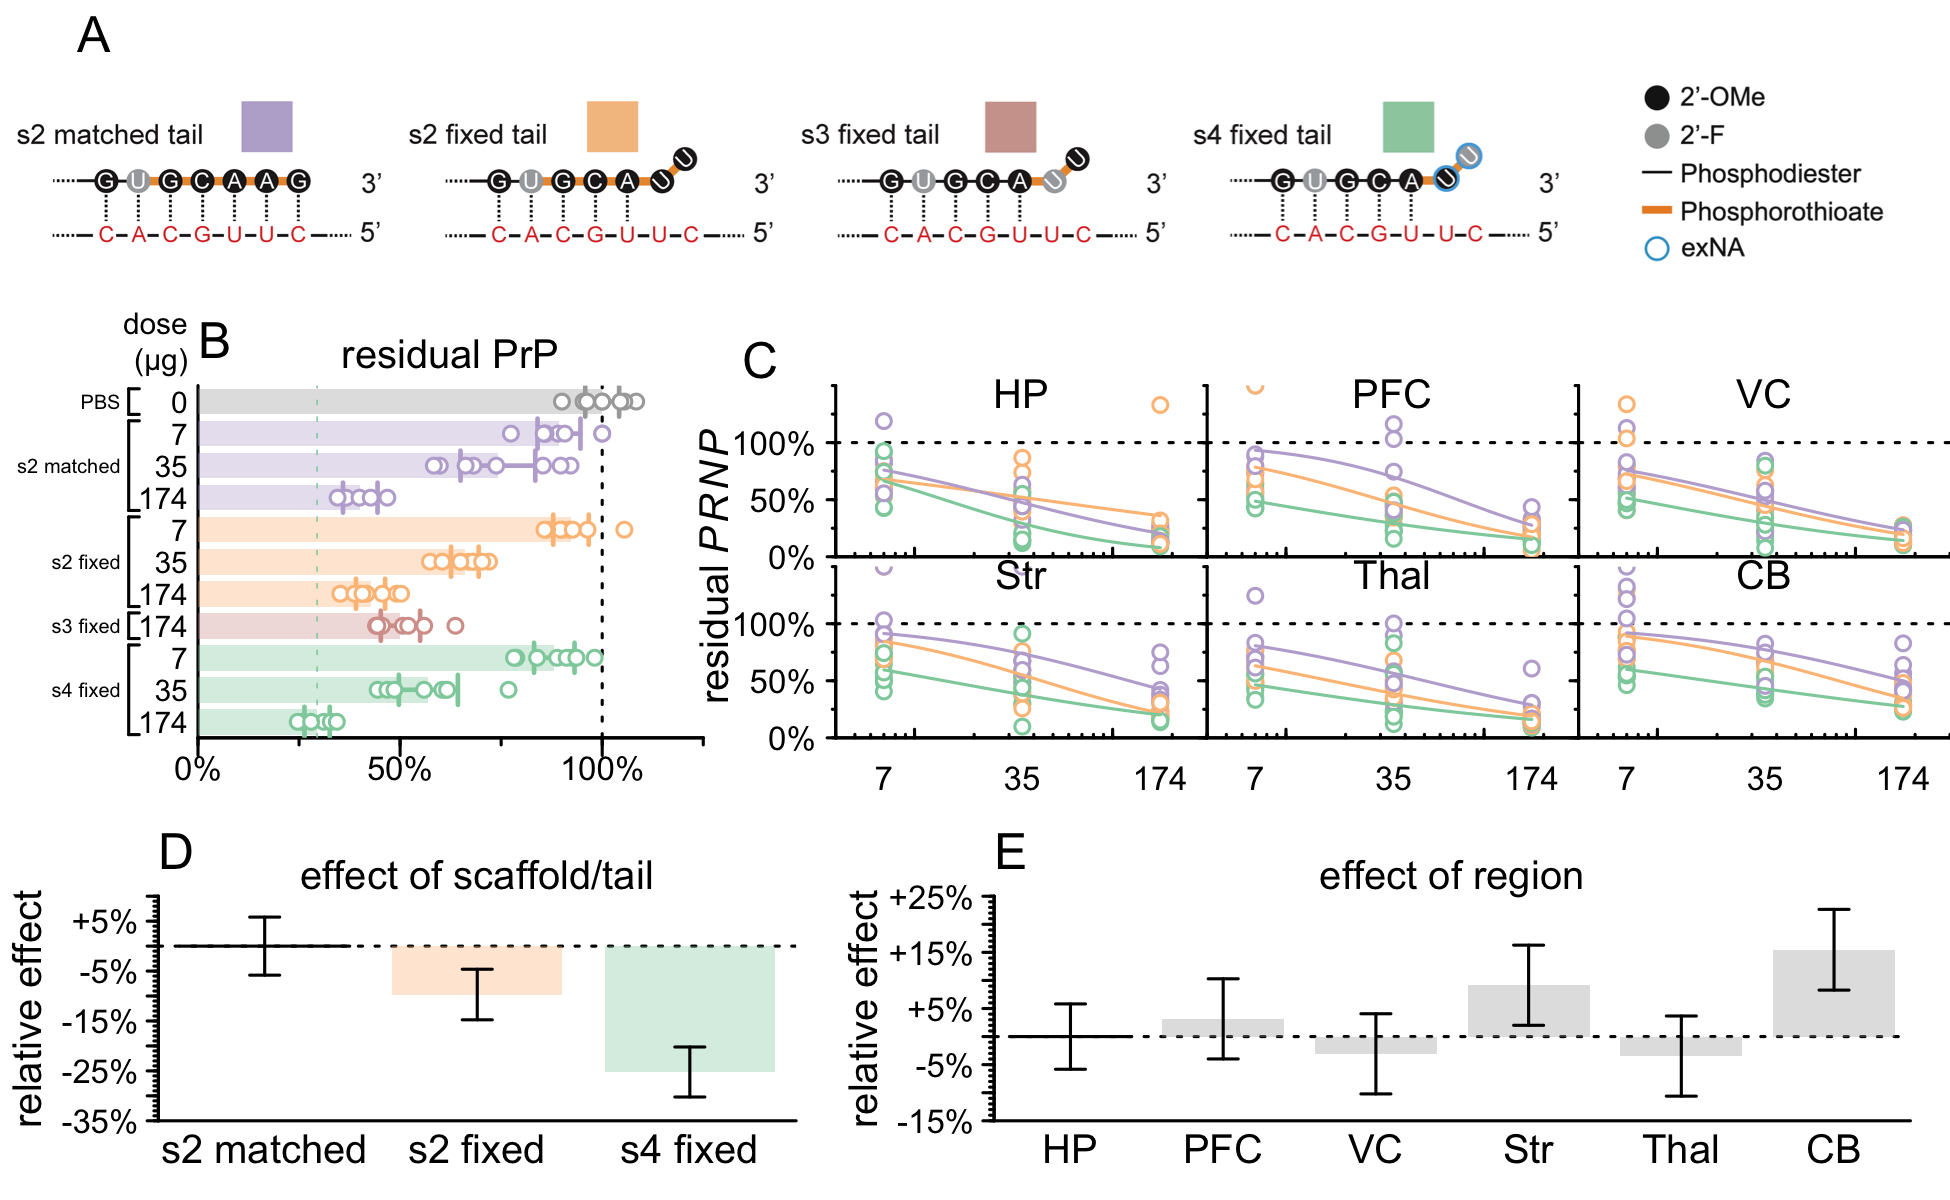 A
s2 matched tail
s2 fixed tail
s3 fixed tail
s4 fixed tail
G U G C A A G 3'
C A C G U U C 5'
G U G C A U U 3'
C A C G U U C 5'
G U G C A U U 3'
C A C G U U C 5'
G U G C A U U 3'
C A C G U U C 5'
2'-OMe
2'-F
Phosphodiester
Phosphorothioate
exNA
dose
(µg)
B
residual PrP
PBS 0
7
s2 matched 35
174
7
s2 fixed 35
174
s3 fixed 174
7
s4 fixed 35
174
0% 50% 100%
C
residual PRNP
HP
PFC
VC
100%
50%
0%
Str
Thal
CB
100%
50%
0%
7 35 174
7 35 174
7 35 174
D
effect of scaffold/tail
relative effect
+5%
-5%
-15%
-25%
-35%
s2 matched s2 fixed s4 fixed
E
effect of region
relative effect
+25%
+15%
+5%
-5%
-15%
HP PFC VC Str Thal CB